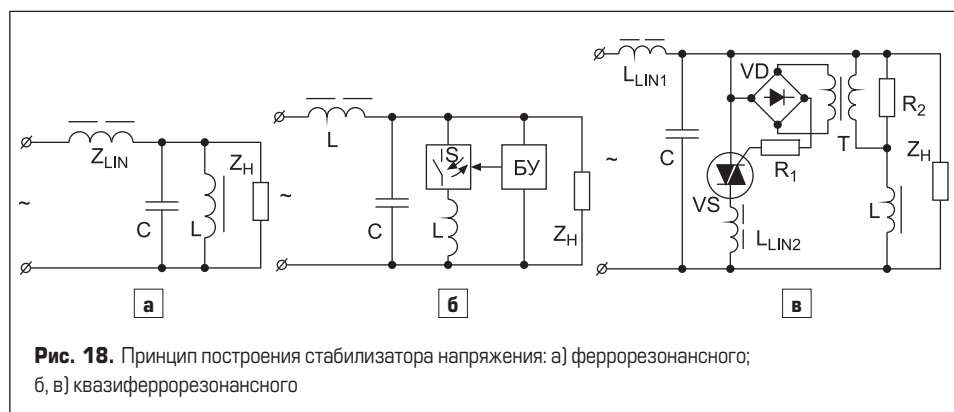 Z_LIN
C
L
Z_H
~
а
L
C
S
L
БУ
Z_H
~
б
L_LIN1
C
VD
VS
R_1
L_LIN2
T
R_2
L
Z_H
~
в
Рис. 18. Принцип построения стабилизатора напряжения: а) феррорезонансного;
б, в) квазиферрорезонансного